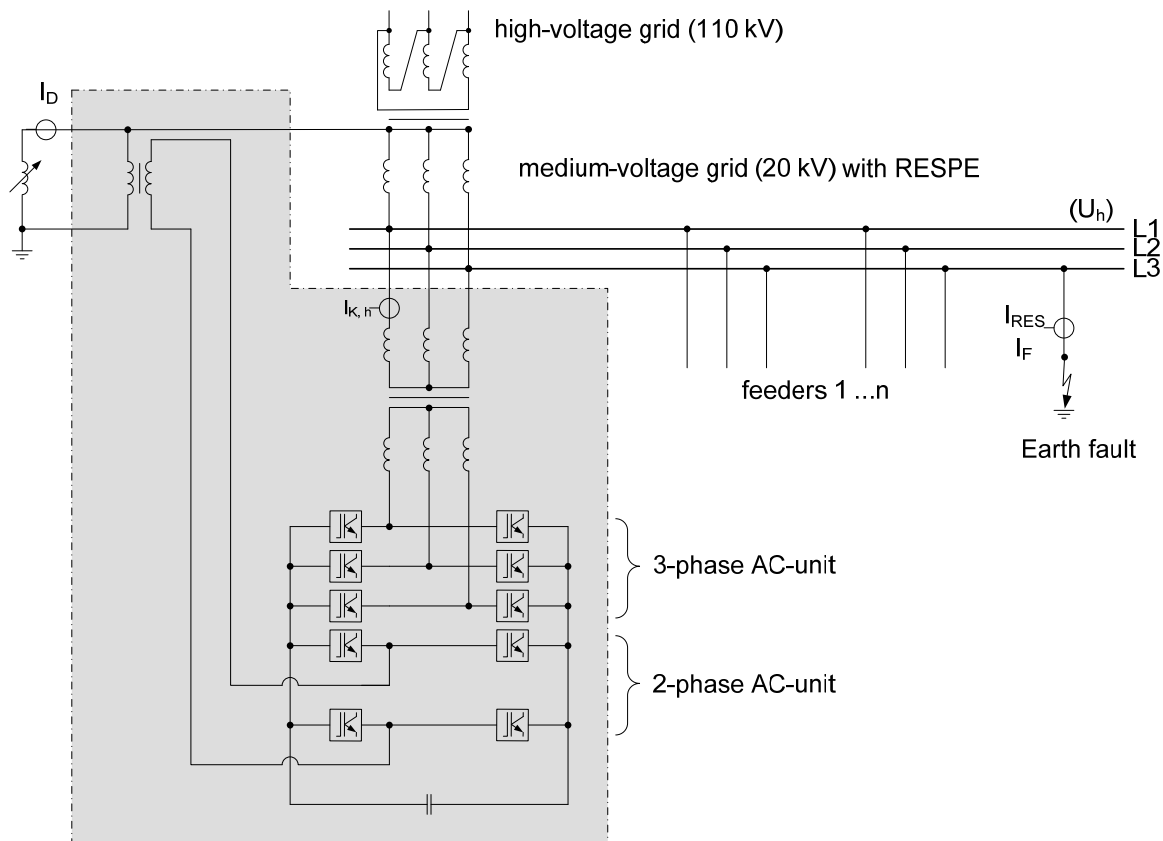 high-voltage grid (110 kV)
I_D
medium-voltage grid (20 kV) with RESPE
(U_h)
L1
L2
L3
I_K, h
I_RES
I_F
feeders 1 ...n
Earth fault
3-phase AC-unit
2-phase AC-unit